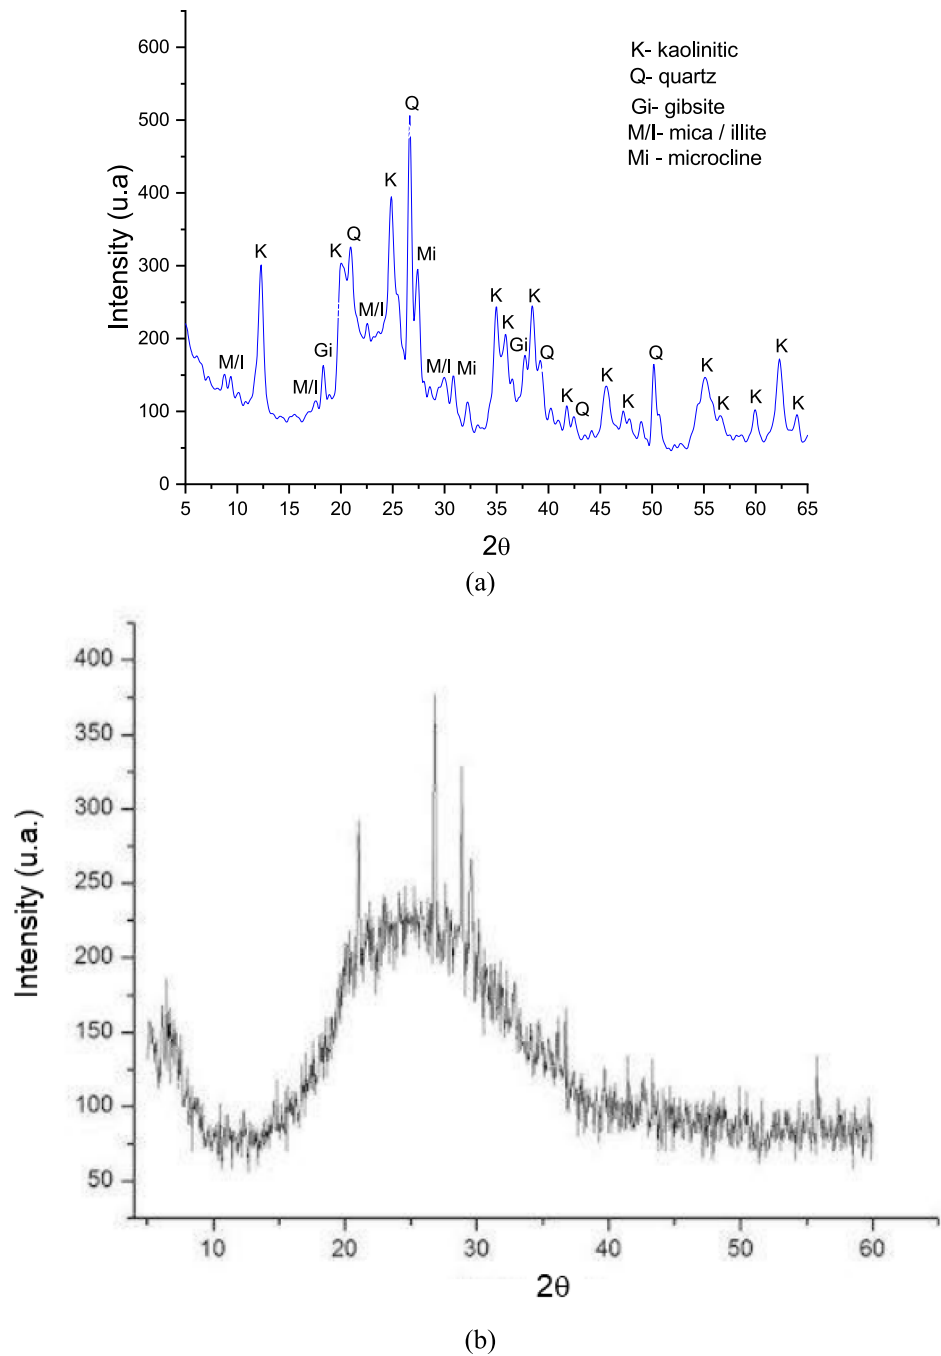 K- kaolinitic
Q- quartz
Gi- gibsite
M/I- mica / illite
Mi - microcline
Intensity (u.a)
600
500
400
300
200
100
0
M/I
K
M/I
Gi
K
Q
M/I
K
Q
Mi
M/I
Mi
K
K
Gi
K
Q
K
Q
K
K
Q
K
K
K
K
K
5 10 15 20 25 30 35 40 45 50 55 60 65
2θ
(a)
Intensity (u.a.)
400
350
300
250
200
150
100
50
10 20 30 40 50 60
2θ
(b)